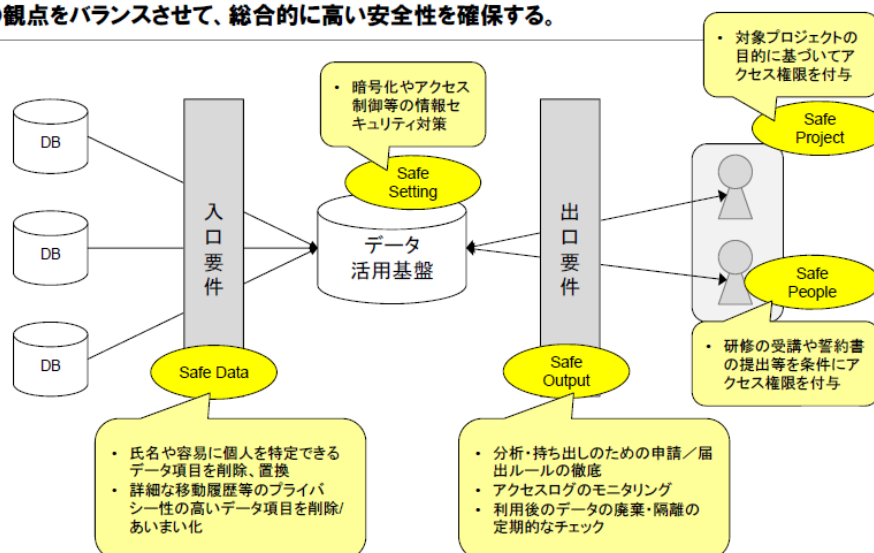 の観点をバランスさせて、総合的に高い安全性を確保する。
・ 対象プロジェクトの
目的に基づいてア
クセス権限を付与
・ 暗号化やアクセス
制御等の情報セ
キュリティ対策
Safe
Project
DB
Safe
Setting
入口要件
出口要件
DB
データ
活用基盤
Safe
People
DB
Safe Data
Safe
Output
・ 研修の受講や誓約書
の提出等を条件にア
クセス権限を付与
・ 氏名や容易に個人を特定できる
データ項目を削除、置換
・ 詳細な移動履歴等のプライバ
シー性の高いデータ項目を削除/
あいまい化
・ 分析・持ち出しのための申請／届
出ルールの徹底
・ アクセスログのモニタリング
・ 利用後のデータの廃棄・隔離の
定期的なチェック